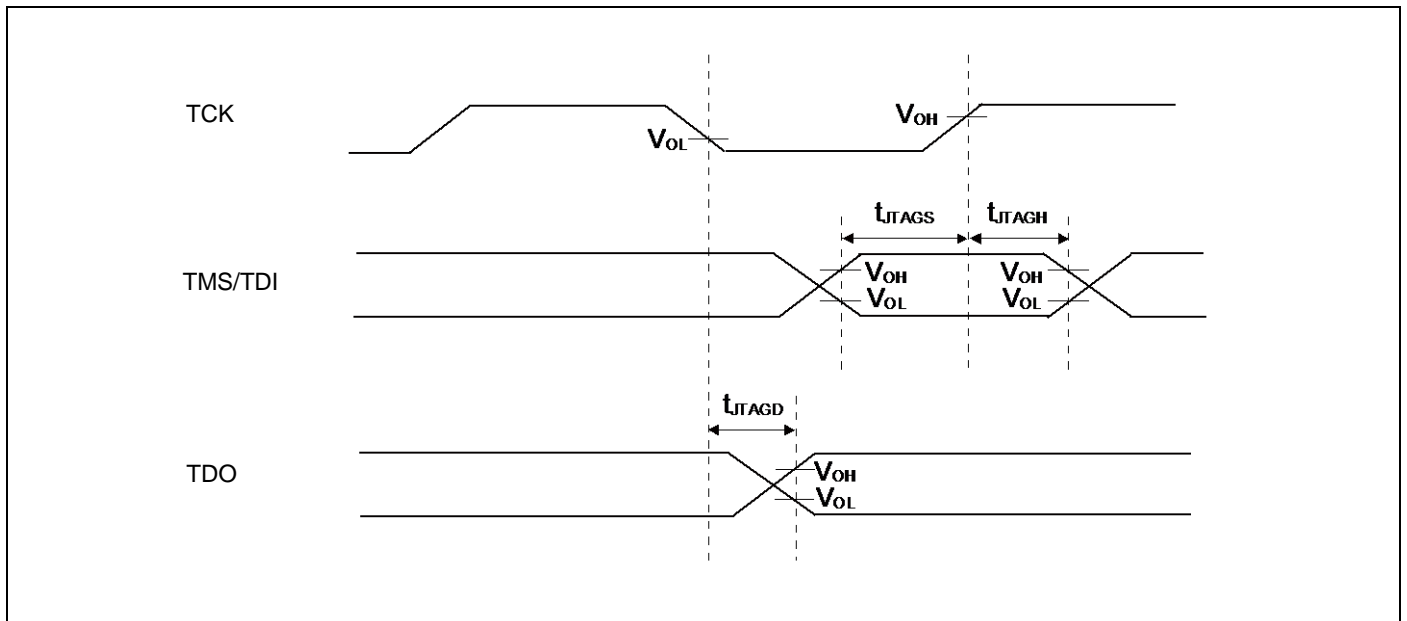 TCK
VOL
VOH
tJTAGS
tJTAGH
TMS/TDI
VOH
VOL
VOH
VOL
tJTAGD
TDO
VOH
VOL